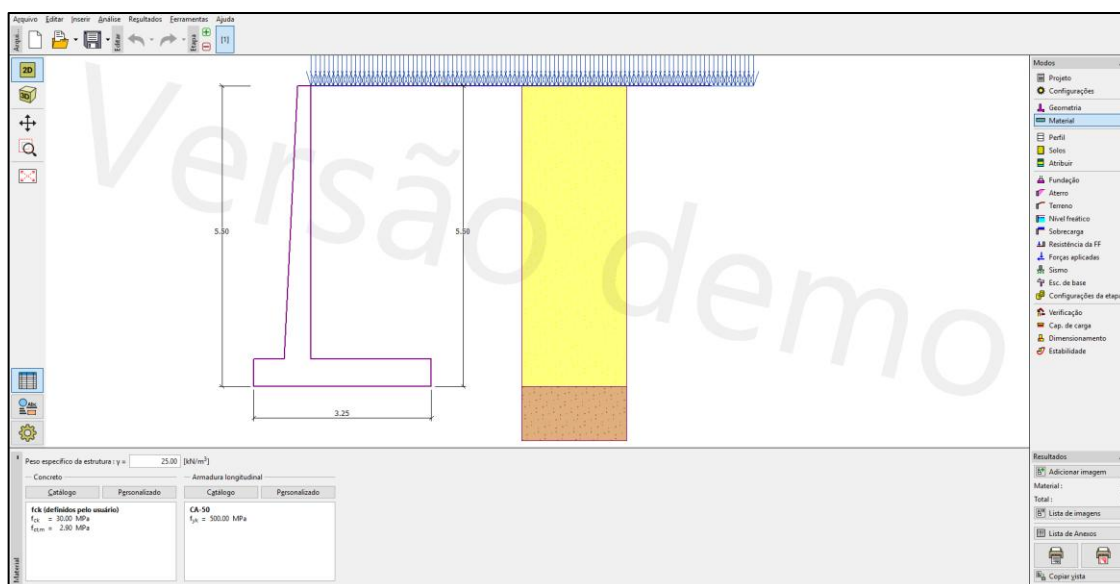 Arquivo Editar Inserir Análise Resultados Ferramentas Ajuda
Arqui...
Editar
Etapa
[1]
2D
3D
Versão demo
5.50
5.50
3.25
Modos
Projeto
Configurações
Geometria
Material
Perfil
Solos
Atribuir
Fundação
Aterro
Terreno
Nível freático
Sobrecarga
Resistência da FF
Forças aplicadas
Sismo
Esc. de base
Configurações da etapa
Verificação
Cap. de carga
Dimensionamento
Estabilidade
Material
Peso específico da estrutura : γ = 25.00 [kN/m³]
Concreto
Catálogo Personalizado
fck (definidos pelo usuário)
fck = 30.00 MPa
fct,m = 2.90 MPa
Armadura longitudinal
Catálogo Personalizado
CA-50
fyk = 500.00 MPa
Resultados
Adicionar imagem
Material :
Total :
Lista de imagens
Lista de Anexos
Copiar vista